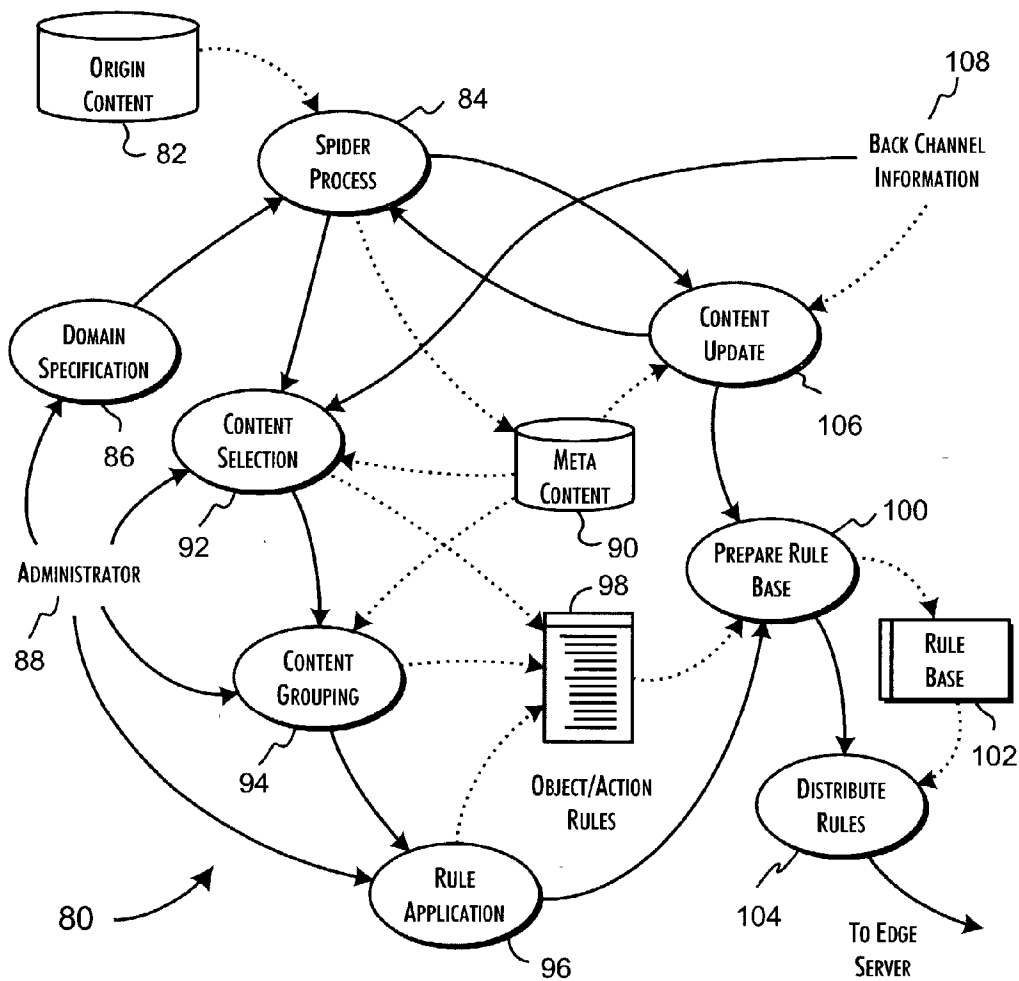 ORIGIN
CONTENT
82
84
SPIDER
PROCESS
108
BACK CHANNEL
INFORMATION
DOMAIN
SPECIFICATION
86
CONTENT
UPDATE
106
CONTENT
SELECTION
92
META
CONTENT
90
ADMINISTRATOR
88
100
PREPARE RULE
BASE
98
OBJECT/ACTION
RULES
RULE
BASE
102
CONTENT
GROUPING
94
DISTRIBUTE
RULES
104
RULE
APPLICATION
96
80
TO EDGE
SERVER